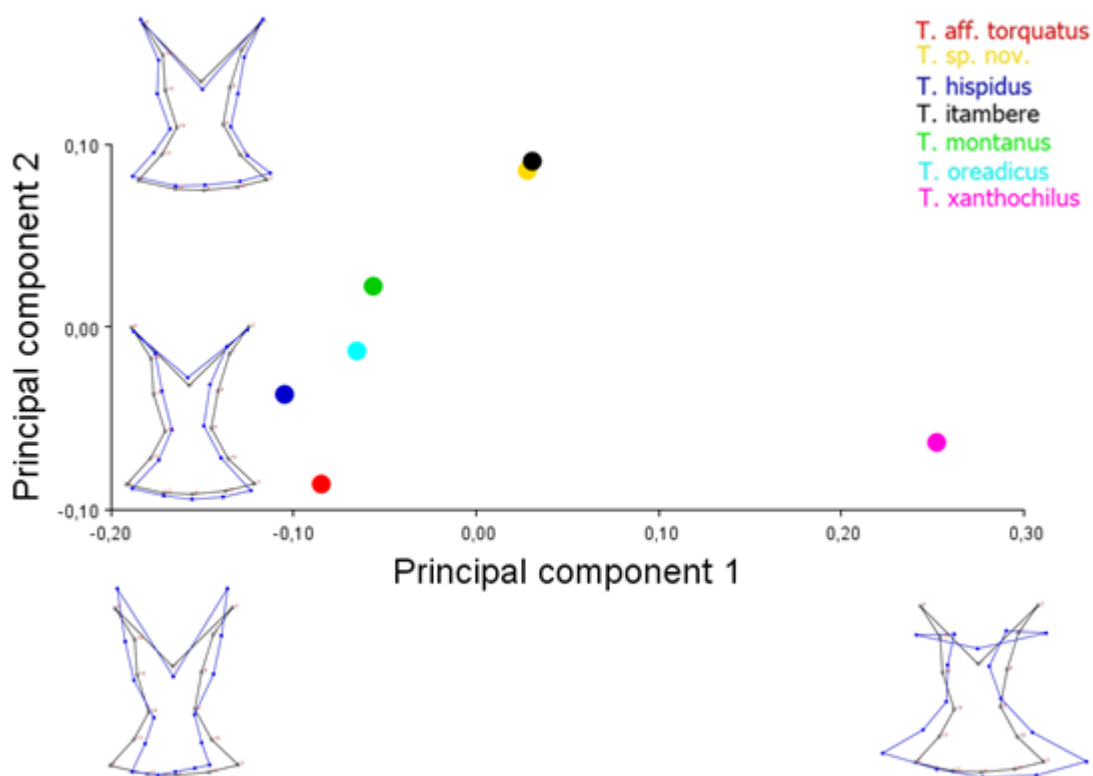 T. aff. torquatus
T. sp. nov.
T. hispidus
T. itambere
T. montanus
T. oreadicus
T. xanthochilus
Principal component 2
0,10
0,00
-0,10
-0,20
-0,10
0,00
0,10
0,20
0,30
Principal component 1